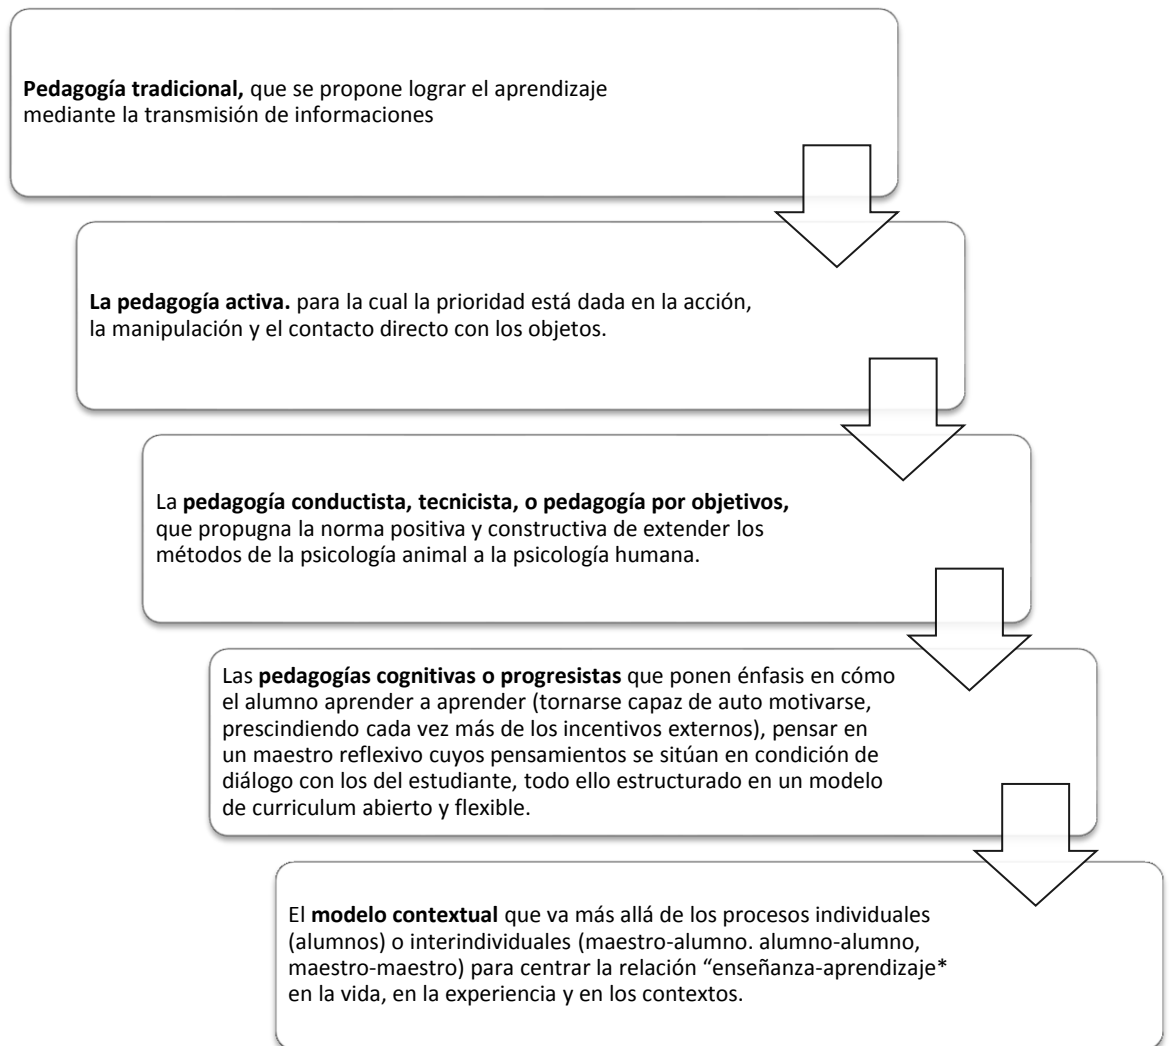 Pedagogía tradicional, que se propone lograr el aprendizaje
mediante la transmisión de informaciones
La pedagogía activa. para la cual la prioridad está dada en la acción,
la manipulación y el contacto directo con los objetos.
La pedagogía conductista, tecnicista, o pedagogía por objetivos,
que propugna la norma positiva y constructiva de extender los
métodos de la psicología animal a la psicología humana.
Las pedagogías cognitivas o progresistas que ponen énfasis en cómo
el alumno aprender a aprender (tornarse capaz de auto motivarse,
prescindiendo cada vez más de los incentivos externos), pensar en
un maestro reflexivo cuyos pensamientos se sitúan en condición de
diálogo con los del estudiante, todo ello estructurado en un modelo
de curriculum abierto y flexible.
El modelo contextual que va más allá de los procesos individuales
(alumnos) o interindividuales (maestro-alumno. alumno-alumno,
maestro-maestro) para centrar la relación “enseñanza-aprendizaje*
en la vida, en la experiencia y en los contextos.